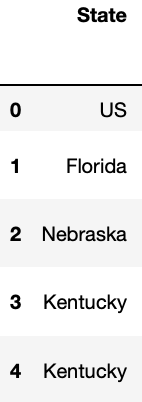 State
0 US
1 Florida
2 Nebraska
3 Kentucky
4 Kentucky